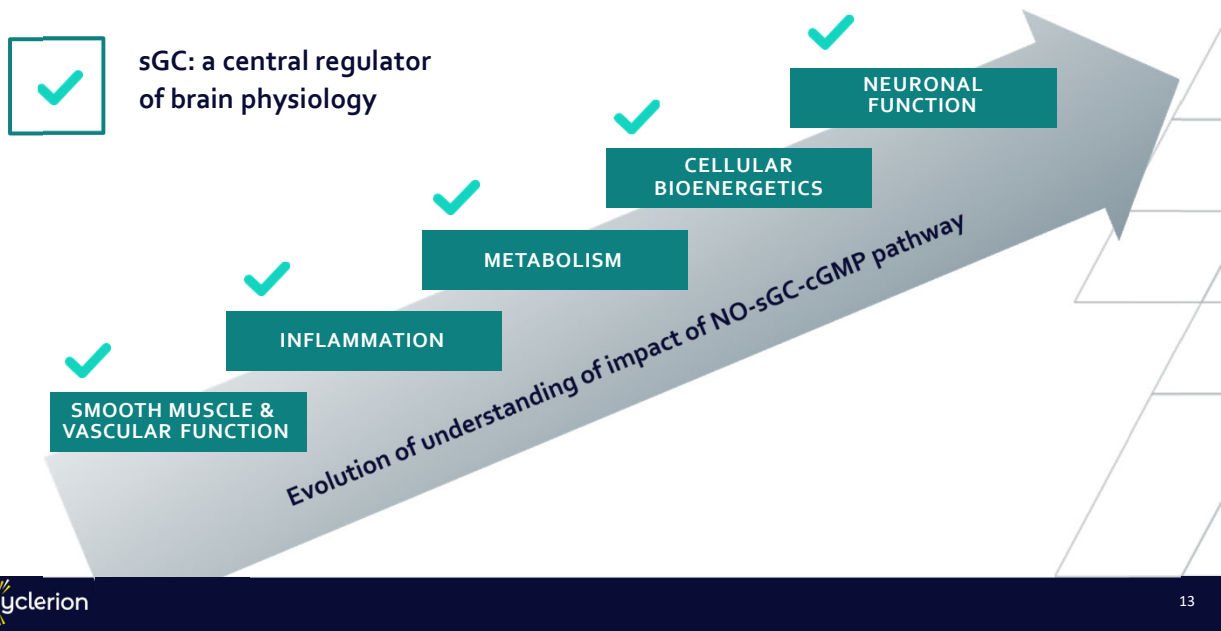 sGC: a central regulator
of brain physiology
NEURONAL
FUNCTION
CELLULAR
BIOENERGETICS
METABOLISM
INFLAMMATION
SMOOTH MUSCLE &
VASCULAR FUNCTION
Evolution of understanding of impact of NO-sGC-cGMP pathway
yclerion
13